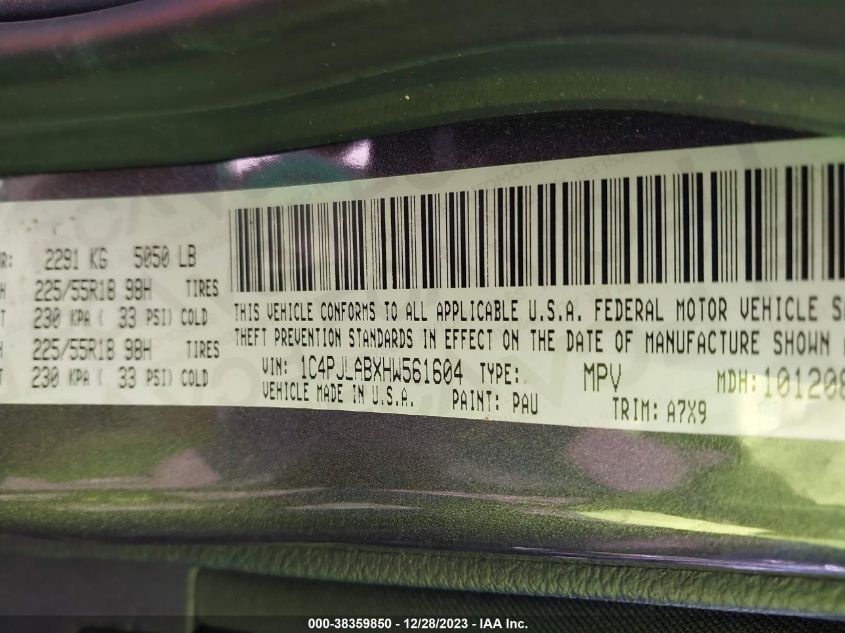 R: 2291 KG 5050 LB
H 225/55R18 98H TIRES
T 230 KPA ( 33 PSI) COLD
H 225/55R18 98H TIRES
T 230 KPA ( 33 PSI) COLD
THIS VEHICLE CONFORMS TO ALL APPLICABLE U.S.A. FEDERAL MOTOR VEHICLE SA
THEFT PREVENTION STANDARDS IN EFFECT ON THE DATE OF MANUFACTURE SHOWN
VIN: 1C4PJLABXHW561604 TYPE: MPV MDH:101208
VEHICLE MADE IN U.S.A. PAINT: PAU TRIM: A7X9
000-38359850 – 12/28/2023 – IAA Inc.